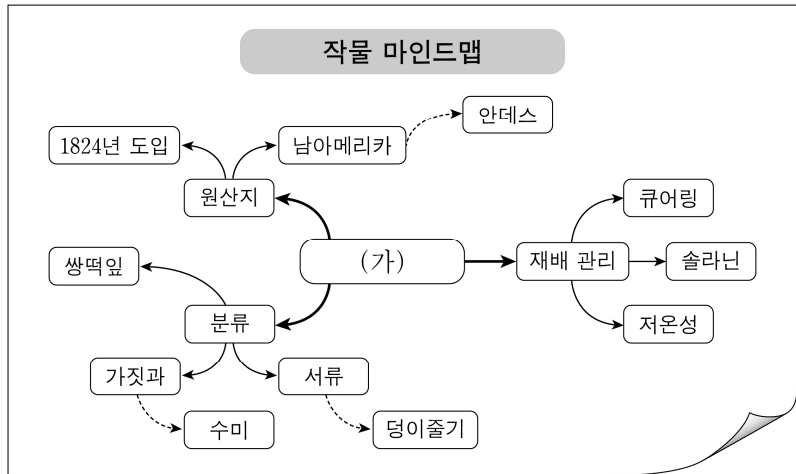 작물 마인드맵
안데스
1824년 도입
남아메리카
원산지
큐어링
쌍떡잎
(가)
재배 관리
솔라닌
분류
저온성
가짓과
서류
수미
덩이줄기